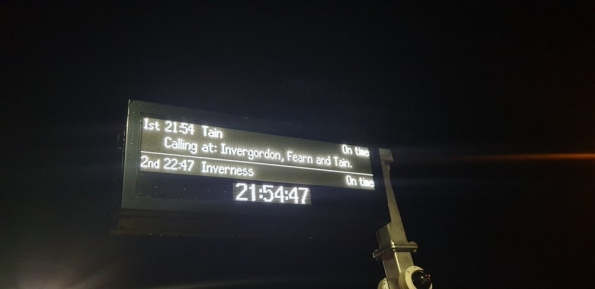 1st 21:54 Tain On time
Calling at: Invergordon, Fearn and Tain.
2nd 22:47 Inverness On time
21:54:47